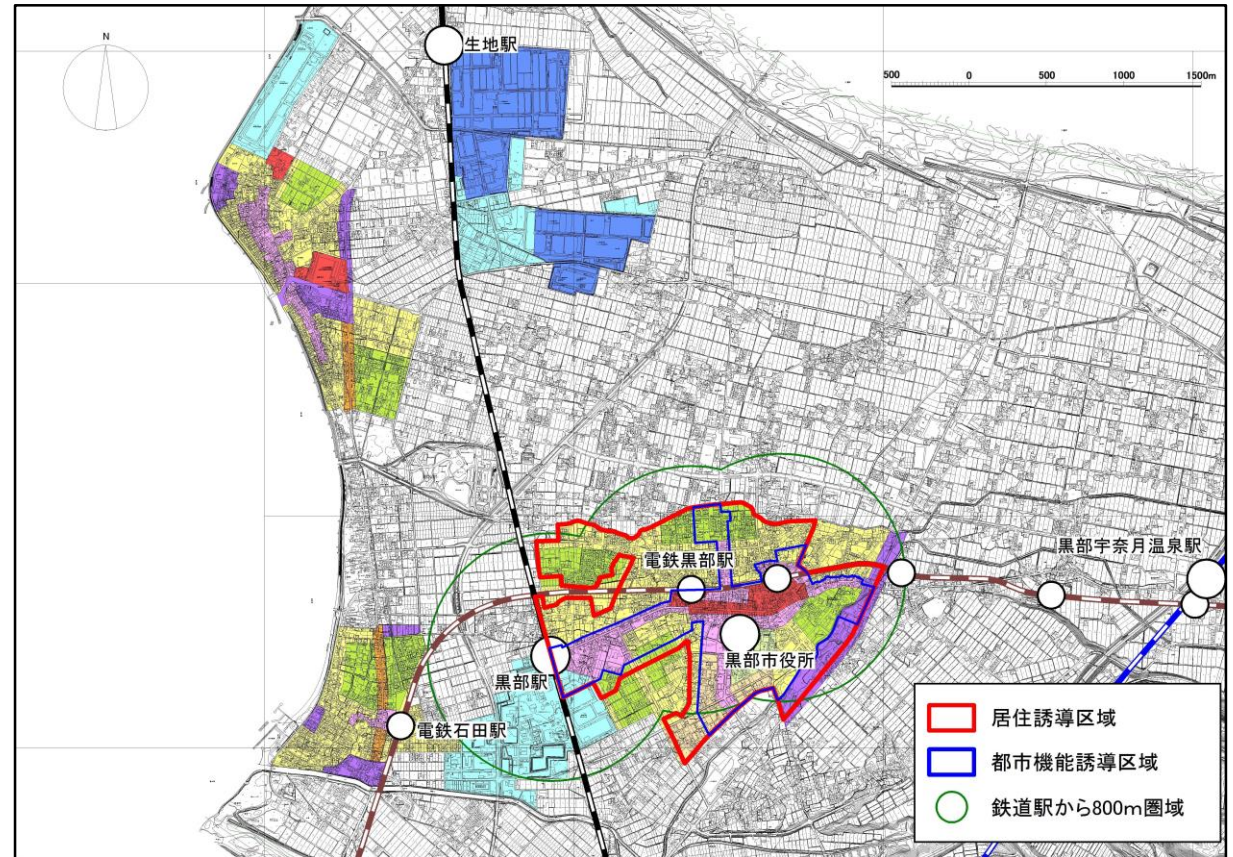 N
生地駅
500 0 500 1000 1500m
黒部宇奈月温泉駅
電鉄黒部駅
黒部市役所
黒部駅
電鉄石田駅
居住誘導区域
都市機能誘導区域
鉄道駅から800m圏域